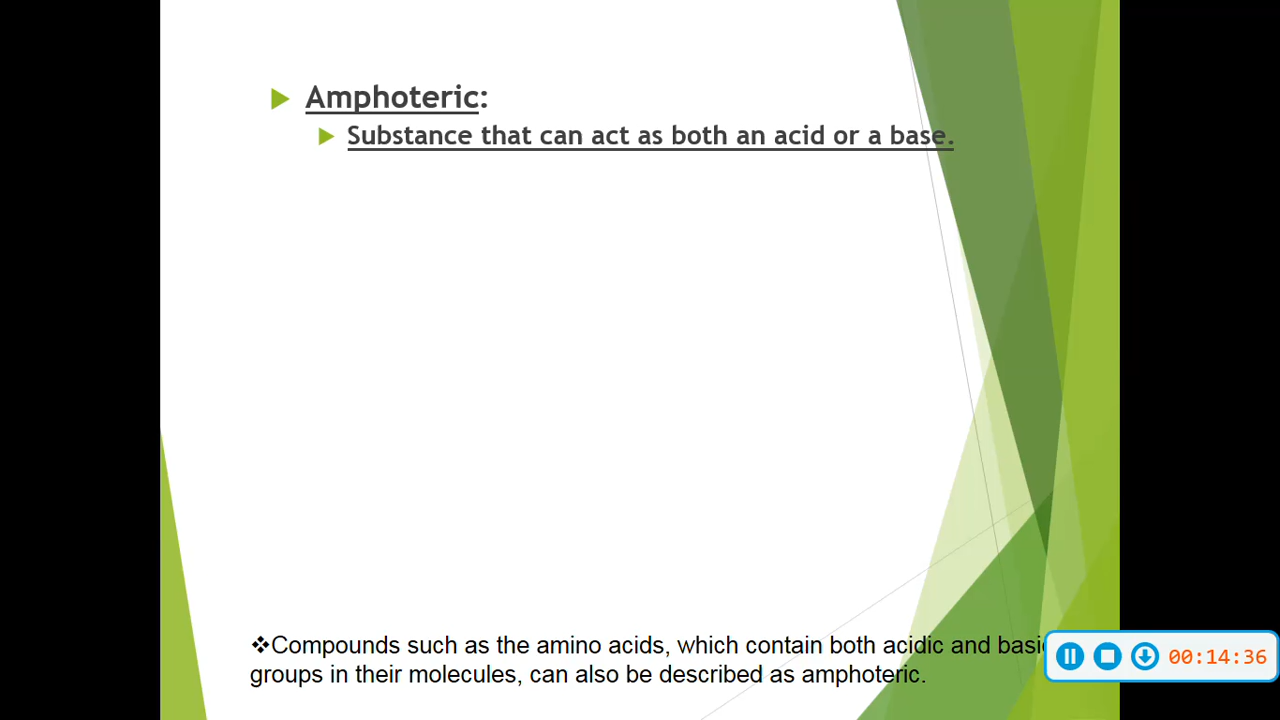 Amphoteric:
Substance that can act as both an acid or a base.
❖Compounds such as the amino acids, which contain both acidic and basic
groups in their molecules, can also be described as amphoteric.
00:14:36